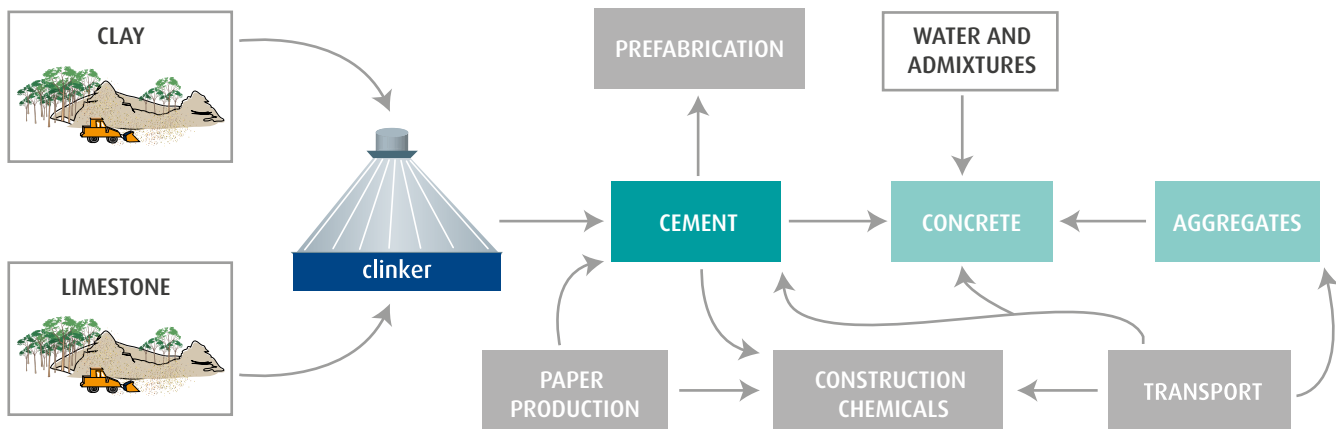 CLAY
PREFABRICATION
WATER AND
ADMIXTURES
clinker
CEMENT
CONCRETE
AGGREGATES
LIMESTONE
PAPER
PRODUCTION
CONSTRUCTION
CHEMICALS
TRANSPORT